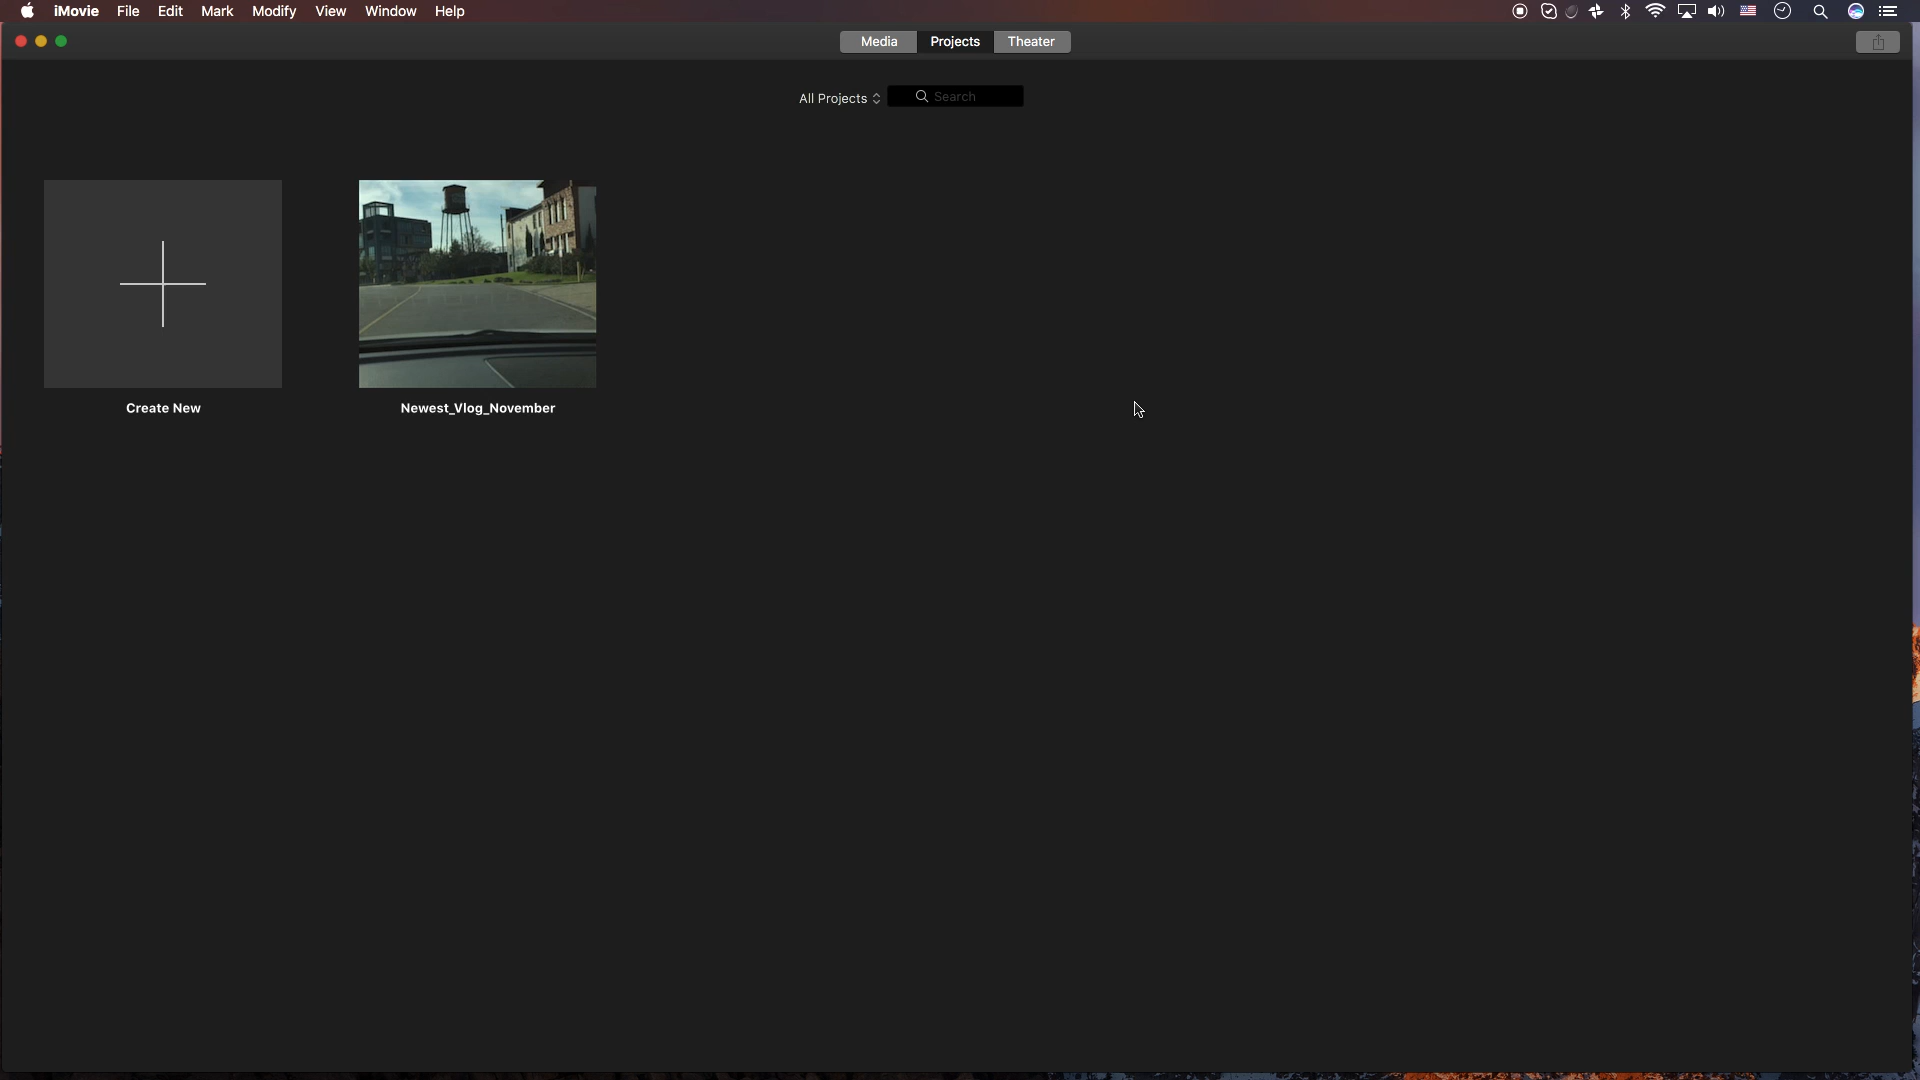 iMovie File Edit Mark Modify View Window Help
Media Projects Theater
All Projects Search
Create New
Newest_Vlog_November